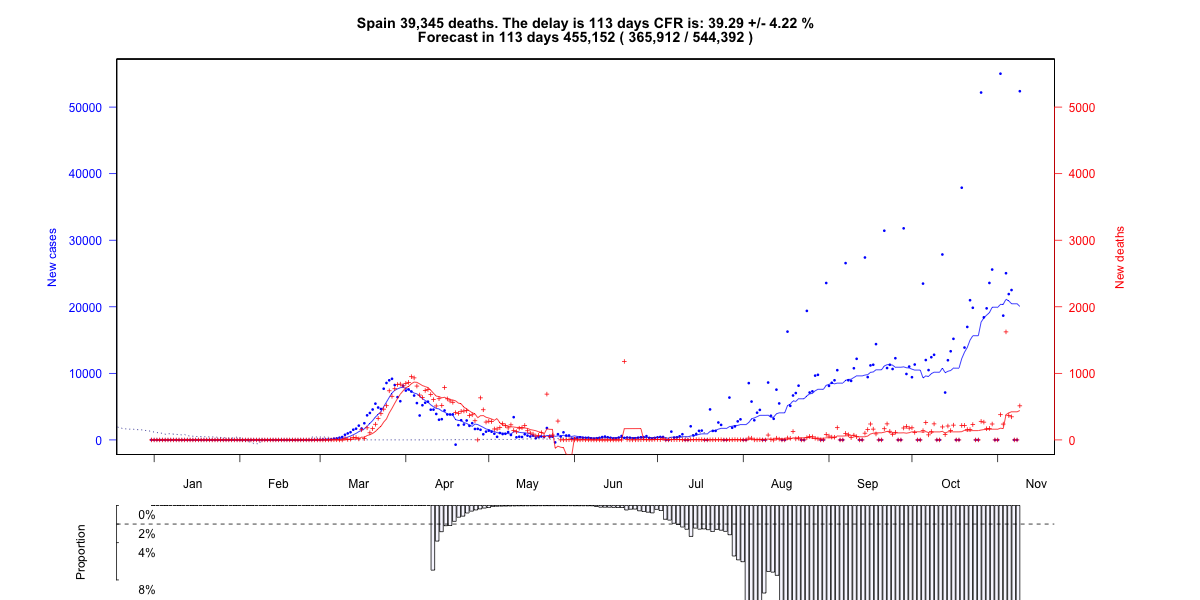 Spain 39,345 deaths. The delay is 113 days CFR is: 39.29 +/- 4.22 %
Forecast in 113 days 455,152 ( 365,912 / 544,392 )
50000
40000
30000
20000
10000
0
New cases
5000
4000
3000
2000
1000
0
New deaths
Jan Feb Mar Apr May Jun Jul Aug Sep Oct Nov
Proportion
0%
2%
4%
8%